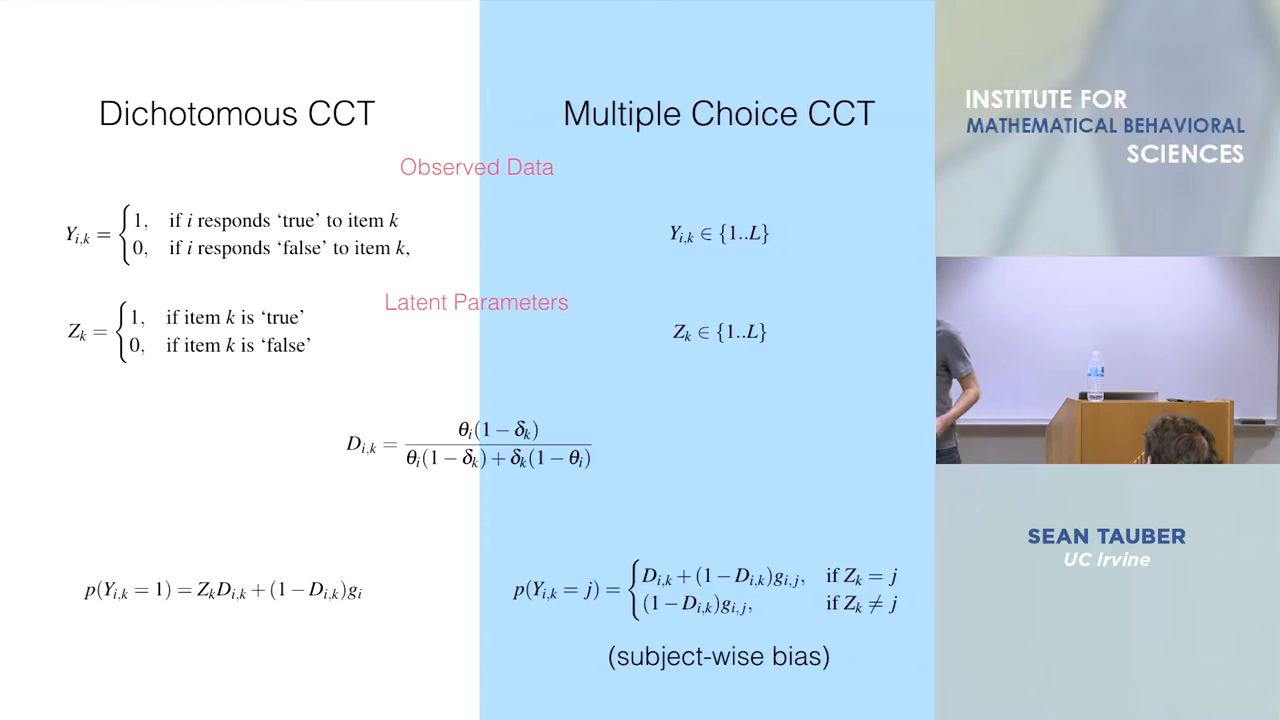 Dichotomous CCT
Multiple Choice CCT
Observed Data
Y_{i,k} = { 1, if i responds ‘true’ to item k
0, if i responds ‘false’ to item k,
Y_{i,k} ∈ {1..L}
Latent Parameters
Z_k = { 1, if item k is ‘true’
0, if item k is ‘false’
Z_k ∈ {1..L}
D_{i,k} = θ_i(1 − δ_k) / θ_i(1 − δ_k) + δ_k(1 − θ_i)
p(Y_{i,k} = 1) = Z_k D_{i,k} + (1 − D_{i,k})g_i
p(Y_{i,k} = j) = { D_{i,k} + (1 − D_{i,k})g_{i,j}, if Z_k = j
(1 − D_{i,k})g_{i,j}, if Z_k ≠ j
(subject-wise bias)
INSTITUTE FOR
MATHEMATICAL BEHAVIORAL
SCIENCES
SEAN TAUBER
UC Irvine